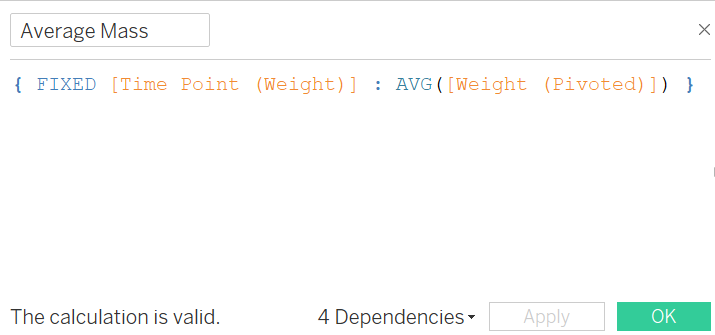 Average Mass
{ FIXED [Time Point (Weight)] : AVG([Weight (Pivoted)]) }
The calculation is valid. 4 Dependencies Apply OK